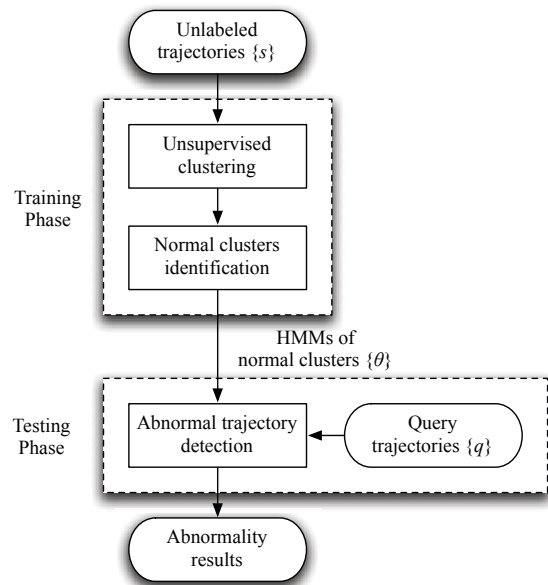 Unlabeled
trajectories {s}
Unsupervised
clustering
Training
Phase
Normal clusters
identification
HMMs of
normal clusters {θ}
Testing
Phase
Abnormal trajectory
detection
Query
trajectories {q}
Abnormality
results